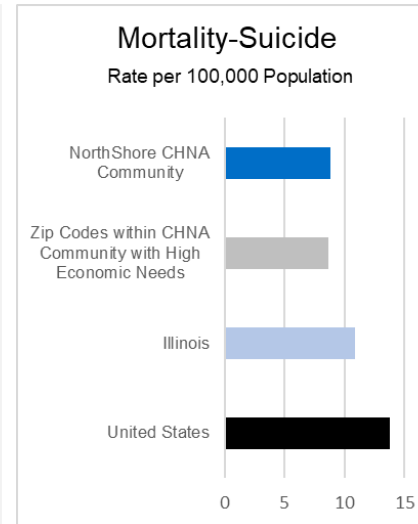 Mortality-Suicide
Rate per 100,000 Population
NorthShore CHNA
Community
Zip Codes within CHNA
Community with High
Economic Needs
Illinois
United States
0 5 10 15